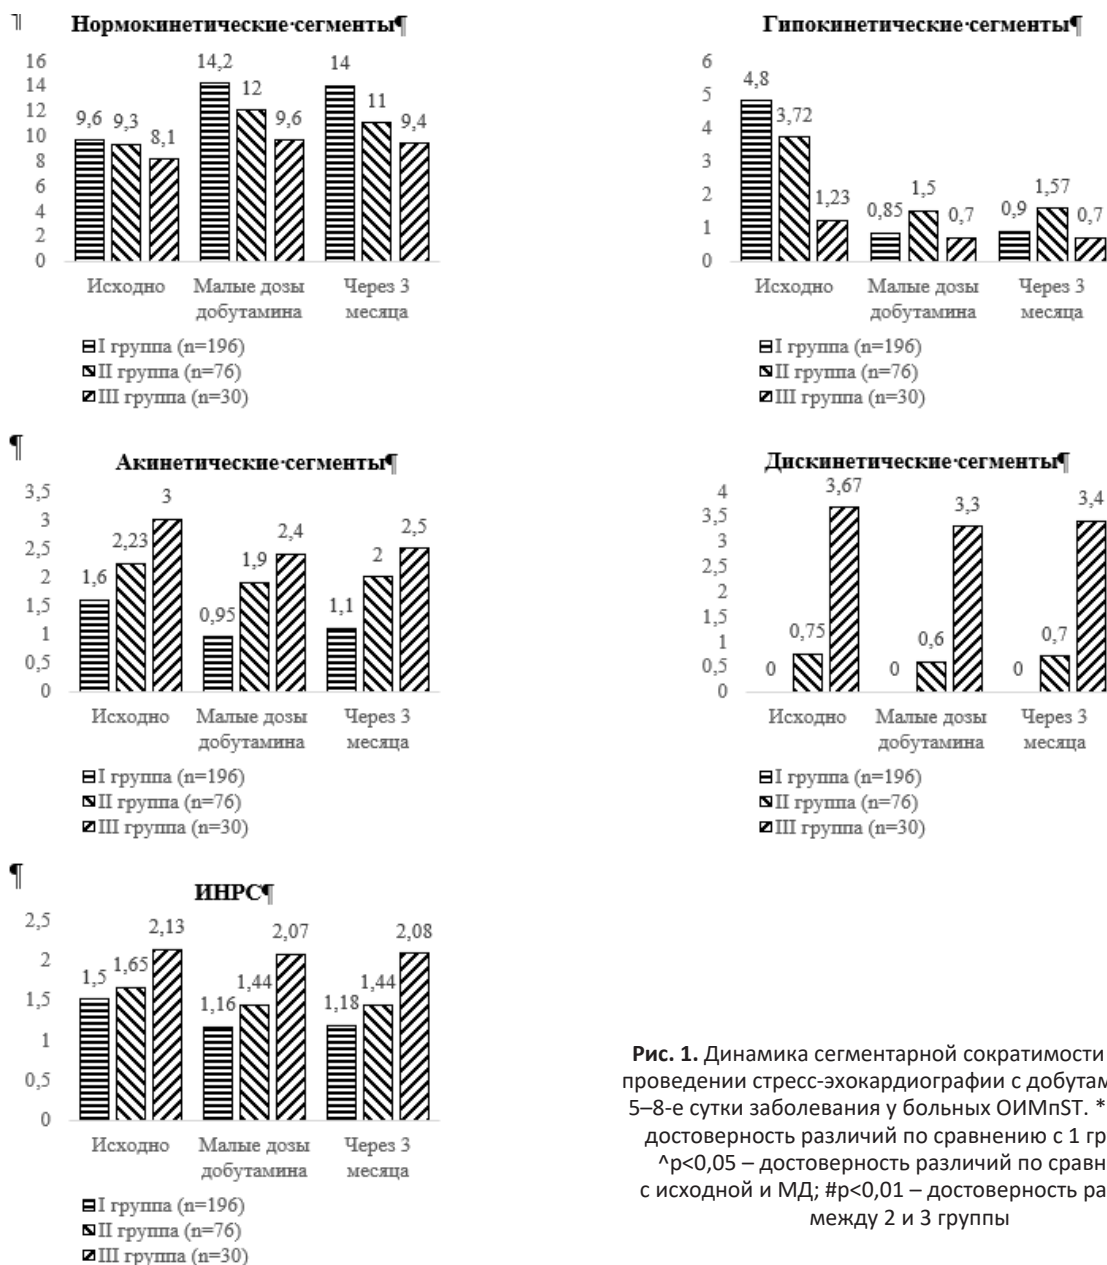 ¶
Нормокинетические·сегменты¶
16
14
12
10
8
6
4
2
0
9,6
9,3
8,1
14,2
12
9,6
14
11
9,4
Исходно
Малые дозы
добутамина
Через 3
месяца
I группа (n=196)
II группа (n=76)
III группа (n=30)
Гипокинетические·сегменты¶
6
5
4
3
2
1
0
4,8
3,72
1,23
0,85
1,5
0,7
0,9
1,57
0,7
Исходно
Малые дозы
добутамина
Через 3
месяца
I группа (n=196)
II группа (n=76)
III группа (n=30)
¶
Акинетические·сегменты¶
3,5
3
2,5
2
1,5
1
0,5
0
1,6
2,23
3
0,95
1,9
2,4
1,1
2
2,5
Исходно
Малые дозы
добутамина
Через 3
месяца
I группа (n=196)
II группа (n=76)
III группа (n=30)
Дискинетические·сегменты¶
4
3,5
3
2,5
2
1,5
1
0,5
0
0
0,75
3,67
0
0,6
3,3
0
0,7
3,4
Исходно
Малые дозы
добутамина
Через 3
месяца
I группа (n=196)
II группа (n=76)
III группа (n=30)
¶
ИНРС¶
2,5
2
1,5
1
0,5
0
1,5
1,65
2,13
1,16
1,44
2,07
1,18
1,44
2,08
Исходно
Малые дозы
добутамина
Через 3
месяца
I группа (n=196)
II группа (n=76)
III группа (n=30)
Рис. 1. Динамика сегментарной сократимости
проведении стресс-эхокардиографии с добутам
5–8-е сутки заболевания у больных ОИМпST. *
достоверность различий по сравнению с 1 гр
^p<0,05 – достоверность различий по сравн
с исходной и МД; #p<0,01 – достоверность ра
между 2 и 3 группы